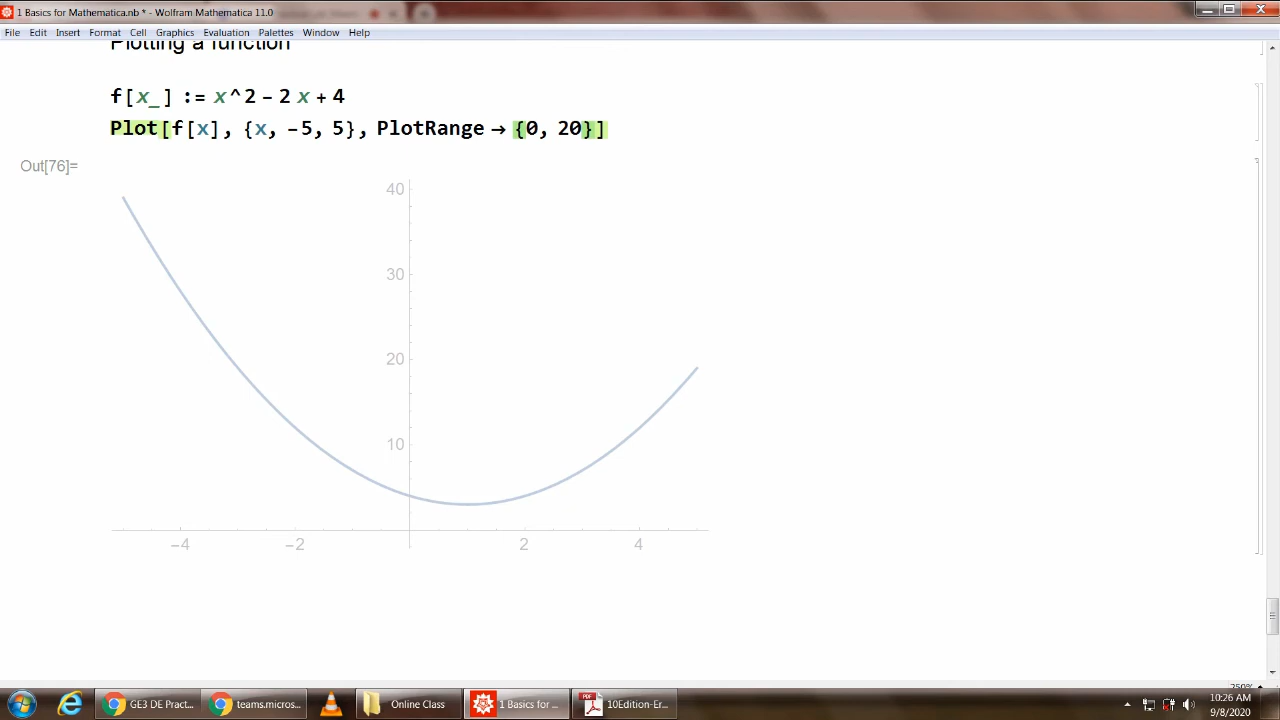 1 Basics for Mathematica.nb * - Wolfram Mathematica 11.0
File Edit Insert Format Cell Graphics Evaluation Palettes Window Help
Plotting a function
f[x_] := x^2 - 2 x + 4
Plot[f[x], {x, -5, 5}, PlotRange → {0, 20}]
Out[76]=
40
30
20
10
-4 -2 2 4
250%
GE3 DE Pract... teams.micros... Online Class 1 Basics for ... 10Edition-Er... 10:26 AM
9/8/2020